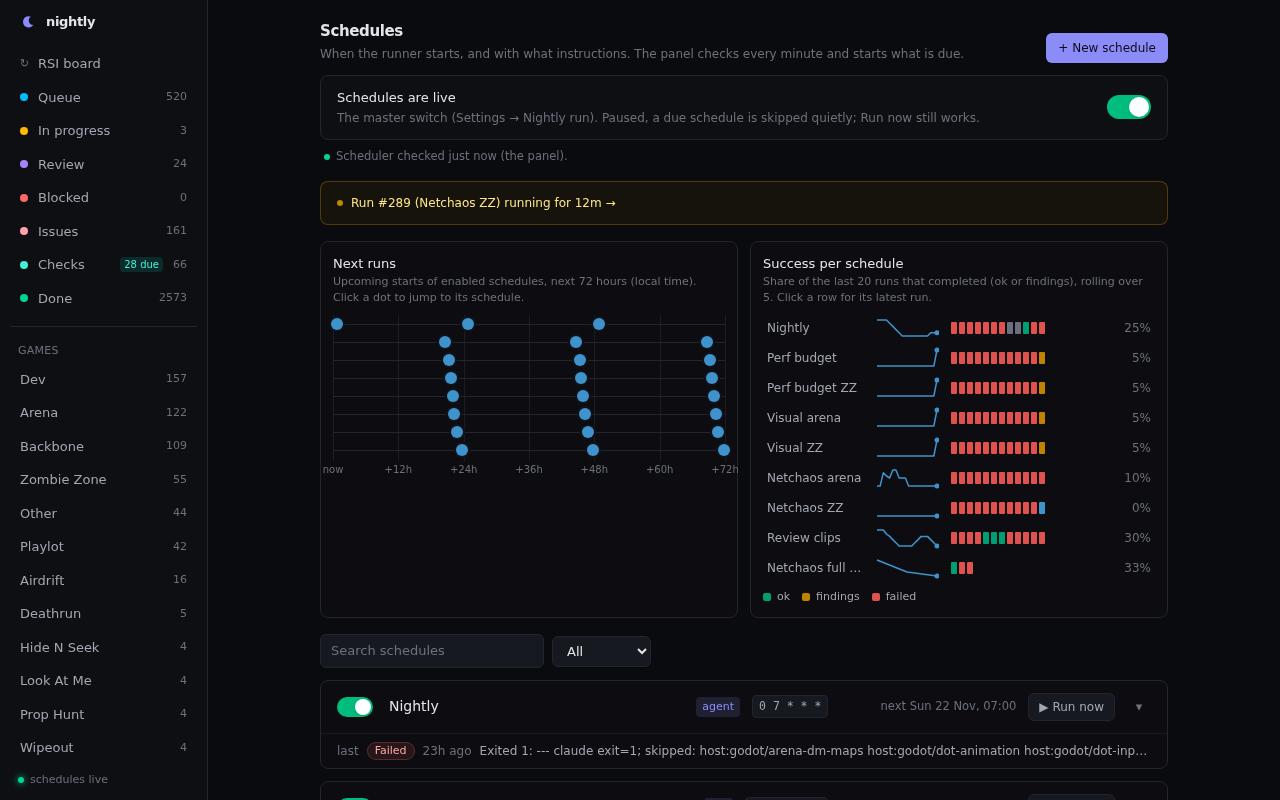 nightly
RSI board
Queue 520
In progress 3
Review 24
Blocked 0
Issues 161
Checks 28 due 66
Done 2573
GAMES
Dev 157
Arena 122
Backbone 109
Zombie Zone 55
Other 44
Playlot 42
Airdrift 16
Deathrun 5
Hide N Seek 4
Look At Me 4
Prop Hunt 4
Wipeout 4
schedules live
Schedules
When the runner starts, and with what instructions. The panel checks every minute and starts what is due.
+ New schedule
Schedules are live
The master switch (Settings → Nightly run). Paused, a due schedule is skipped quietly; Run now still works.
Scheduler checked just now (the panel).
Run #289 (Netchaos ZZ) running for 12m →
Next runs
Upcoming starts of enabled schedules, next 72 hours (local time).
Click a dot to jump to its schedule.
now +12h +24h +36h +48h +60h +72h
Success per schedule
Share of the last 20 runs that completed (ok or findings), rolling over
5. Click a row for its latest run.
Nightly 25%
Perf budget 5%
Perf budget ZZ 5%
Visual arena 5%
Visual ZZ 5%
Netchaos arena 10%
Netchaos ZZ 0%
Review clips 30%
Netchaos full ... 33%
ok findings failed
Search schedules All
Nightly agent 0 7 * * * next Sun 22 Nov, 07:00 ▶ Run now ▾
last Failed 23h ago Exited 1: --- claude exit=1; skipped: host:godot/arena-dm-maps host:godot/dot-animation host:godot/dot-inp...